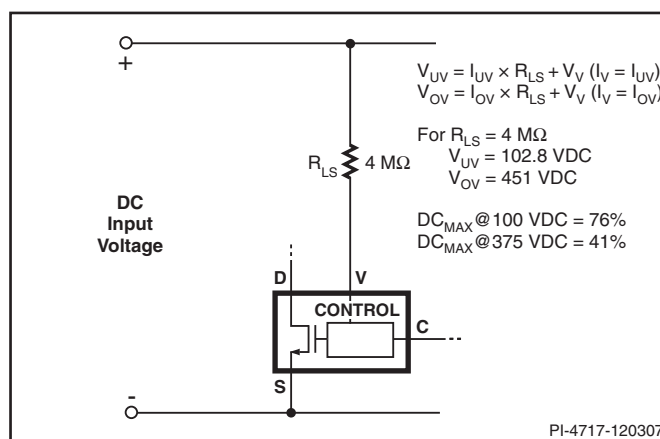 +
V_UV = I_UV × R_LS + V_V (I_V = I_UV)
V_OV = I_OV × R_LS + V_V (I_V = I_OV)
For R_LS = 4 MΩ
V_UV = 102.8 VDC
V_OV = 451 VDC
R_LS 4 MΩ
DC
Input
Voltage
DC_MAX@100 VDC = 76%
DC_MAX@375 VDC = 41%
D
V
CONTROL
C
S
-
PI-4717-120307